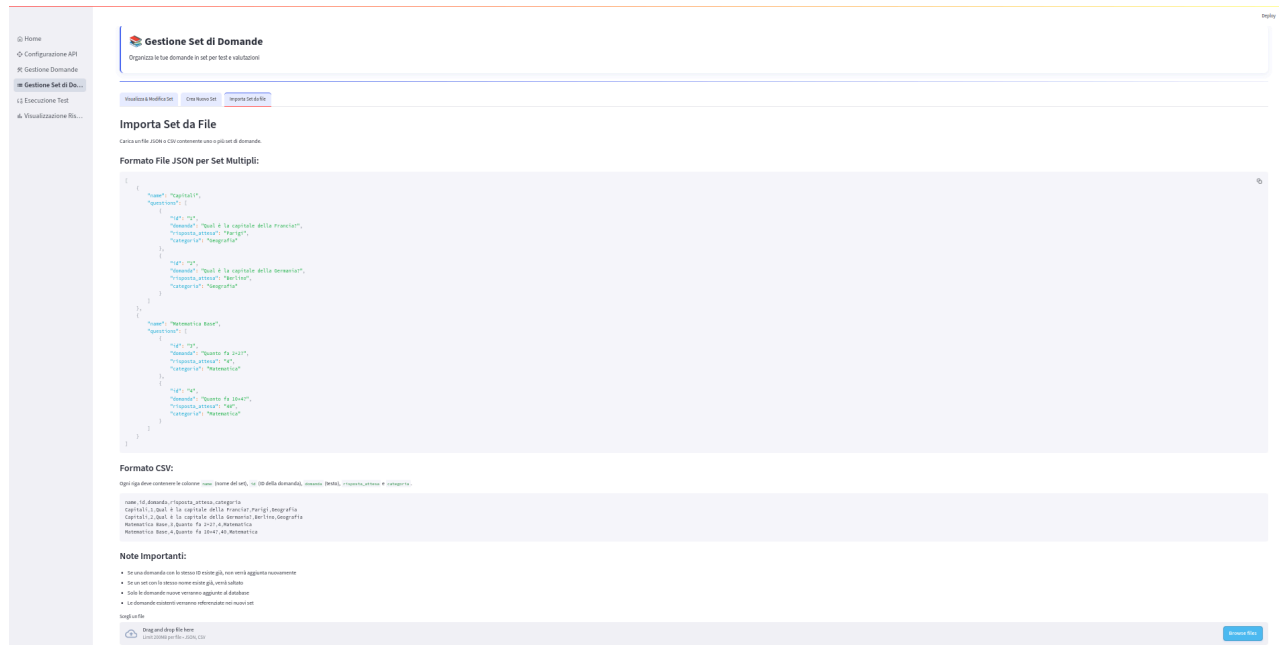 Deploy
Home
Configurazione API
Gestione Domande
Gestione Set di Do...
Esecuzione Test
Visualizzazione Ris...
Gestione Set di Domande
Organizza le tue domande in set per test e valutazioni
Visualizza & Modifica Set
Crea Nuovo Set
Importa Set da File
Importa Set da File
Carica un file JSON o CSV contenente uno o più set di domande.
Formato File JSON per Set Multipli:
[
{
"name": "Capitali",
"questions": [
{
"id": "1",
"domanda": "Qual è la capitale della Francia?",
"risposta_attesa": "Parigi",
"categoria": "Geografia"
},
{
"id": "2",
"domanda": "Qual è la capitale della Germania?",
"risposta_attesa": "Berlino",
"categoria": "Geografia"
}
]
},
{
"name": "Matematica Base",
"questions": [
{
"id": "3",
"domanda": "Quanto fa 2+2?",
"risposta_attesa": "4",
"categoria": "Matematica"
},
{
"id": "4",
"domanda": "Quanto fa 10*4?",
"risposta_attesa": "40",
"categoria": "Matematica"
}
]
}
]
Formato CSV:
Ogni riga deve contenere le colonne name (nome del set), id (ID della domanda), domanda (testo), risposta_attesa e categoria.
name,id,domanda,risposta_attesa,categoria
Capitali,1,Qual è la capitale della Francia?,Parigi,Geografia
Capitali,2,Qual è la capitale della Germania?,Berlino,Geografia
Matematica Base,3,Quanto fa 2+2?,4,Matematica
Matematica Base,4,Quanto fa 10*4?,40,Matematica
Note Importanti:
Se una domanda con lo stesso ID esiste già, non verrà aggiunta nuovamente
Se un set con lo stesso nome esiste già, verrà saltato
Solo le domande nuove verranno aggiunte al database
Le domande esistenti verranno referenziate nei nuovi set
Scegli un file
Drag and drop file here
Limit 200MB per file • JSON, CSV
Browse files